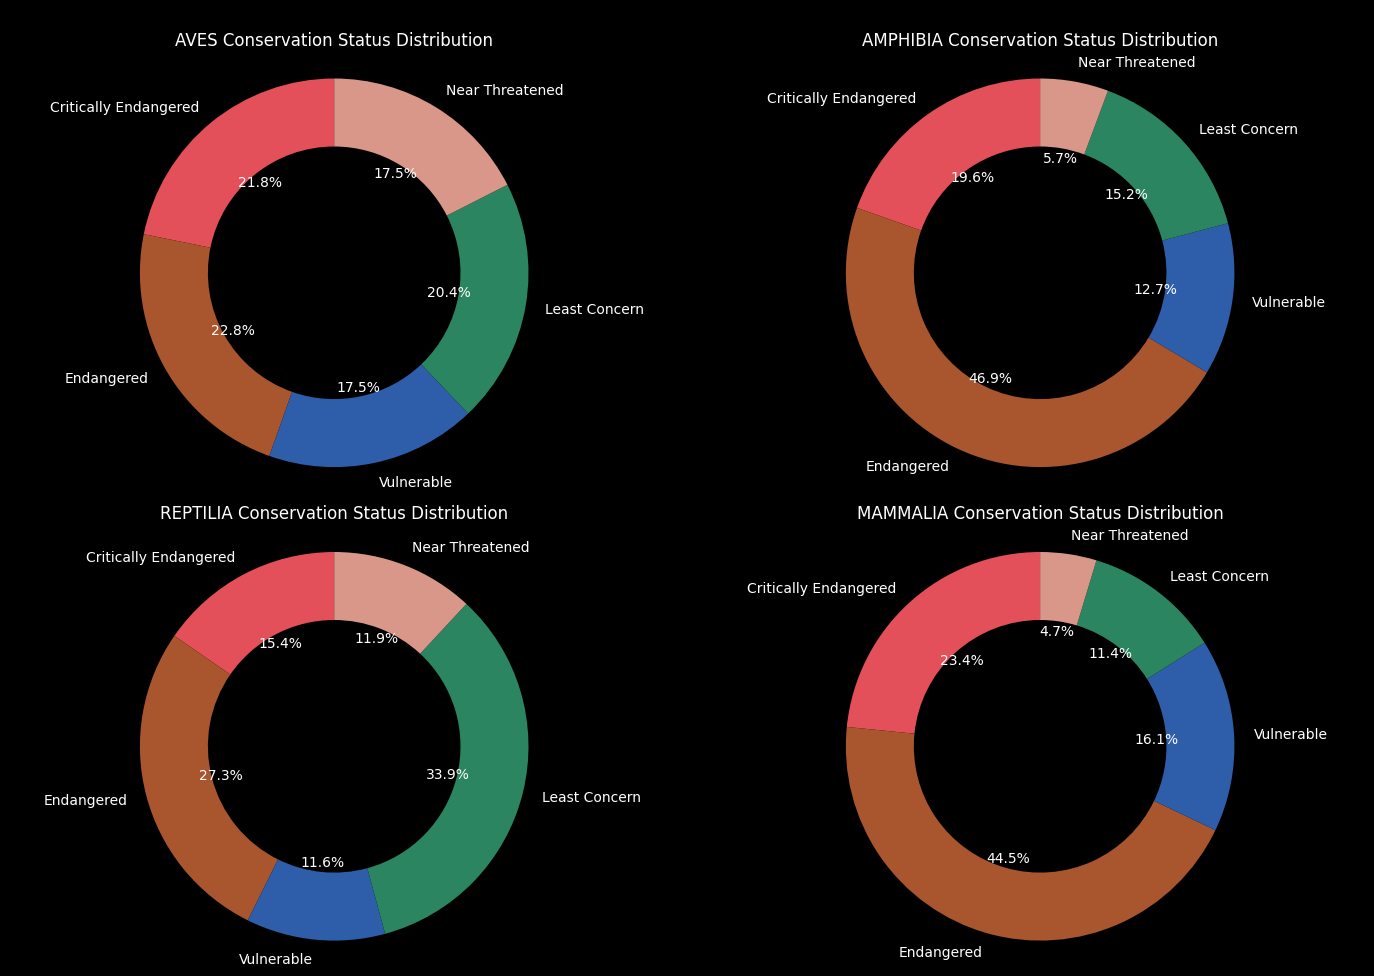 AVES Conservation Status Distribution
Near Threatened
Critically Endangered
17.5%
21.8%
20.4%
Least Concern
22.8%
Endangered
17.5%
Vulnerable
AMPHIBIA Conservation Status Distribution
Near Threatened
Critically Endangered
Least Concern
5.7%
19.6%
15.2%
12.7%
Vulnerable
46.9%
Endangered
REPTILIA Conservation Status Distribution
Near Threatened
Critically Endangered
11.9%
15.4%
33.9%
27.3%
Least Concern
Endangered
11.6%
Vulnerable
MAMMALIA Conservation Status Distribution
Near Threatened
Least Concern
Critically Endangered
4.7%
11.4%
23.4%
Vulnerable
16.1%
44.5%
Endangered